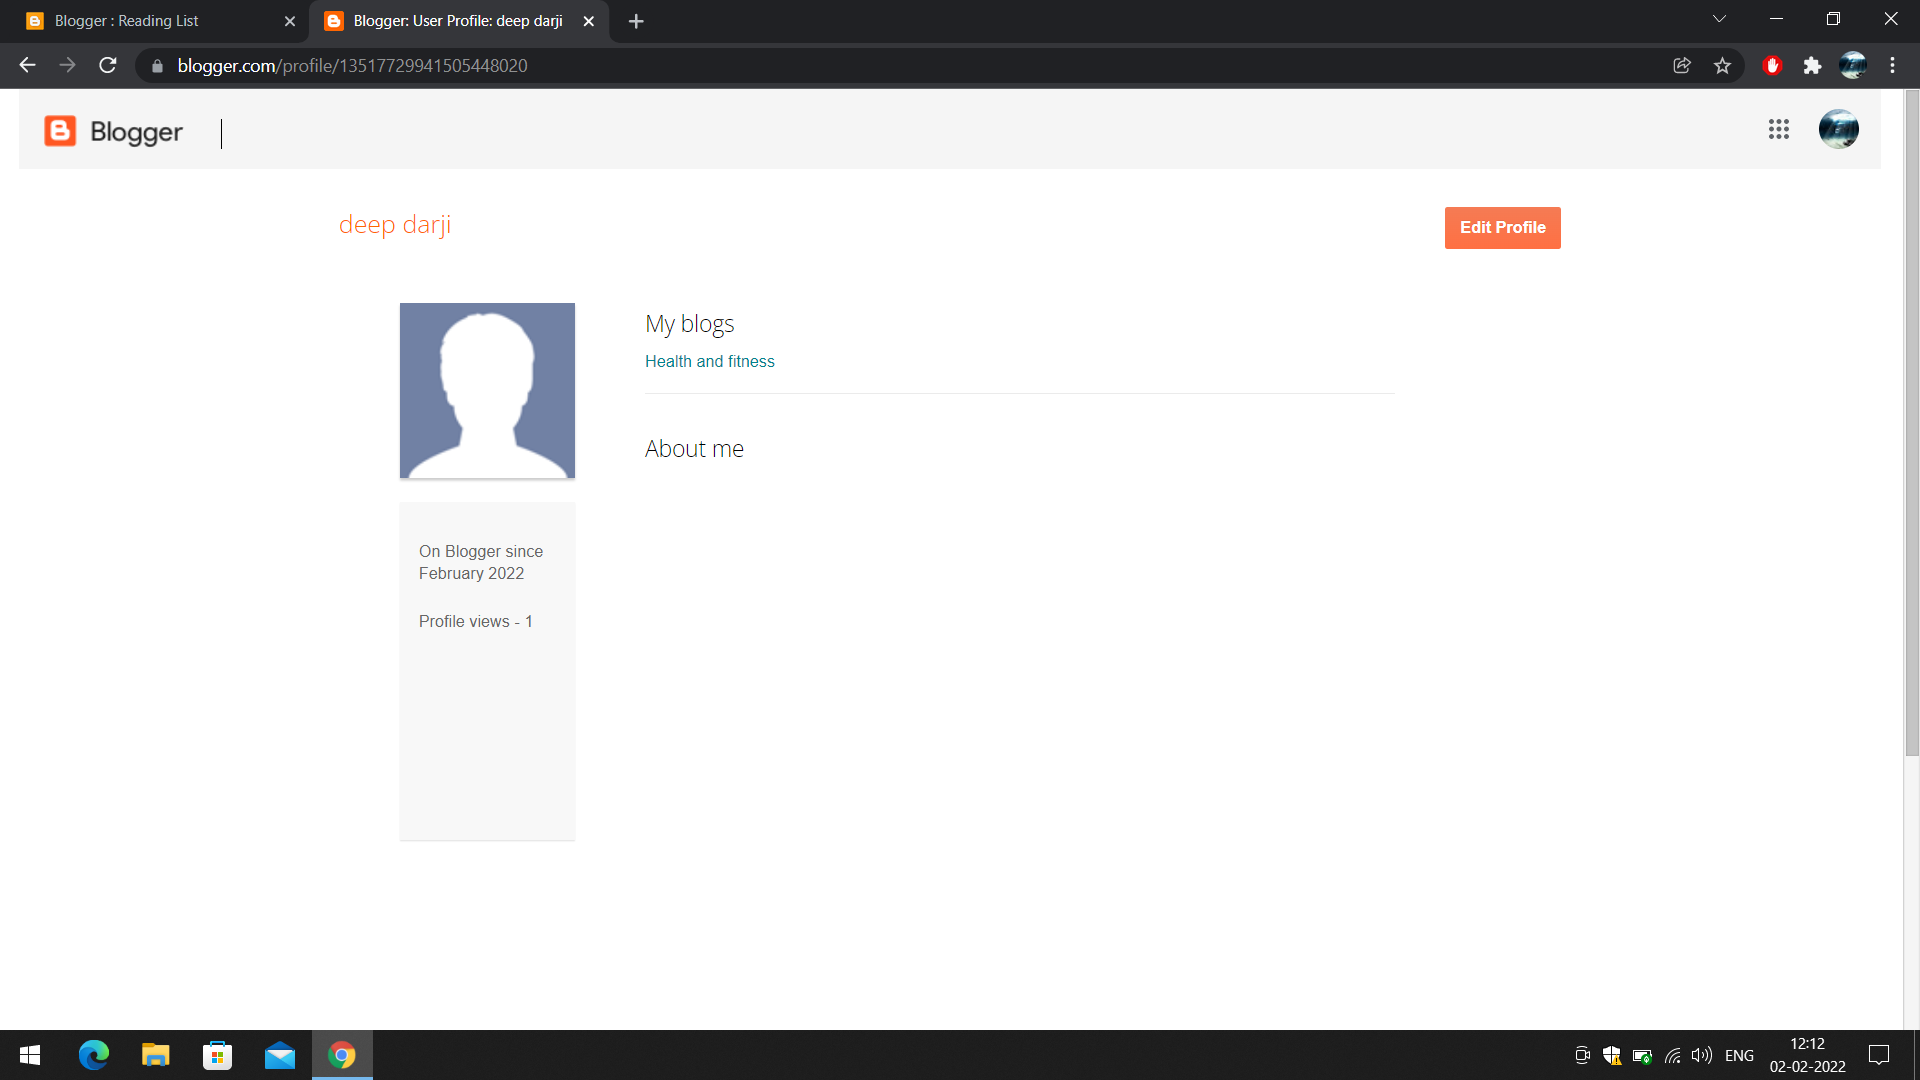 Blogger : Reading List
Blogger: User Profile: deep darji
blogger.com/profile/13517729941505448020
Blogger
deep darji
Edit Profile
My blogs
Health and fitness
About me
On Blogger since
February 2022
Profile views - 1
ENG
12:12
02-02-2022